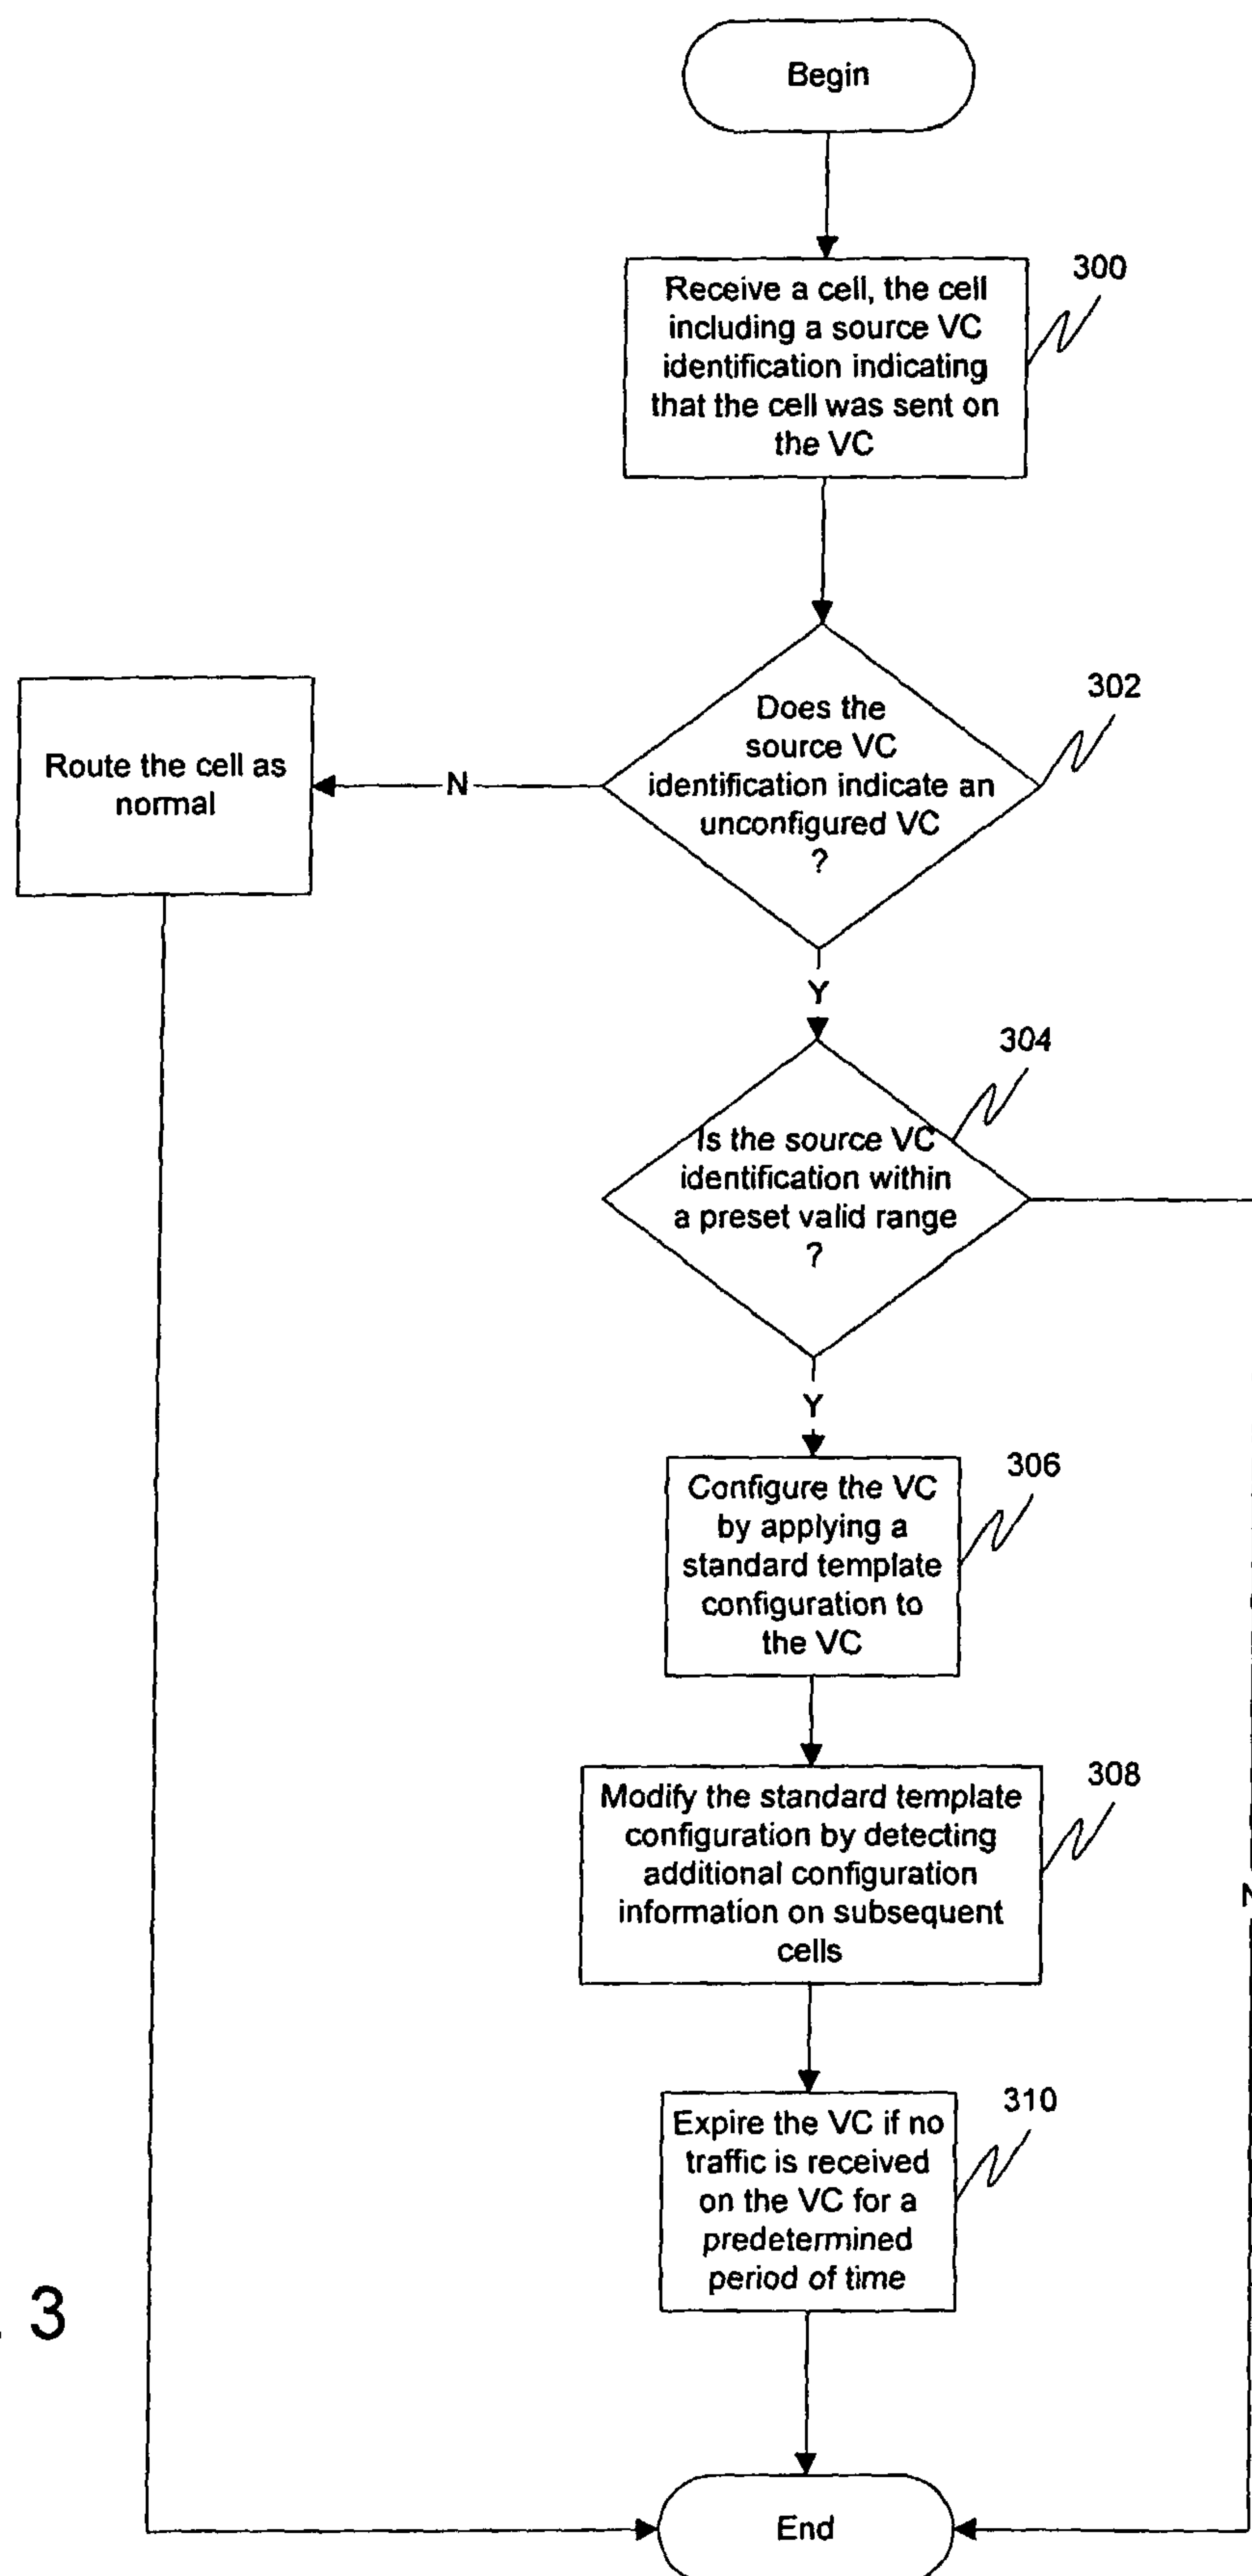 Begin
300
Receive a cell, the cell
including a source VC
identification indicating
that the cell was sent on
the VC
302
Does the
source VC
identification indicate an
unconfigured VC
?
N
Route the cell as
normal
Y
304
Is the source VC
identification within
a preset valid range
?
Y
306
Configure the VC
by applying a
standard template
configuration to
the VC
308
Modify the standard template
configuration by detecting
additional configuration
information on subsequent
cells
N
310
Expire the VC if no
traffic is received
on the VC for a
predetermined
period of time
. 3
End